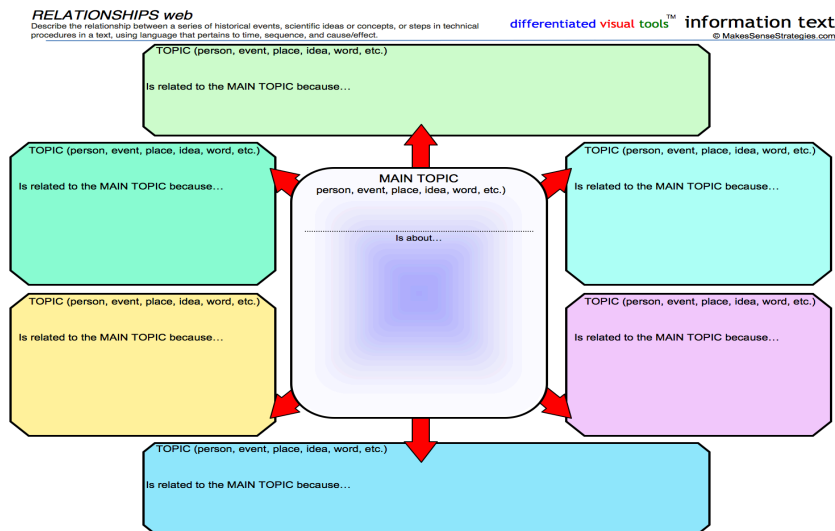 RELATIONSHIPS web
Describe the relationship between a series of historical events, scientific ideas or concepts, or steps in technical
procedures in a text, using language that pertains to time, sequence, and cause/effect.
differentiated visual tools™ information text
© MakesSenseStrategies.com
TOPIC (person, event, place, idea, word, etc.)
Is related to the MAIN TOPIC because…
TOPIC (person, event, place, idea, word, etc.)
Is related to the MAIN TOPIC because…
MAIN TOPIC
person, event, place, idea, word, etc.)
Is about…
TOPIC (person, event, place, idea, word, etc.)
Is related to the MAIN TOPIC because…
TOPIC (person, event, place, idea, word, etc.)
Is related to the MAIN TOPIC because…
TOPIC (person, event, place, idea, word, etc.)
Is related to the MAIN TOPIC because…
TOPIC (person, event, place, idea, word, etc.)
Is related to the MAIN TOPIC because…